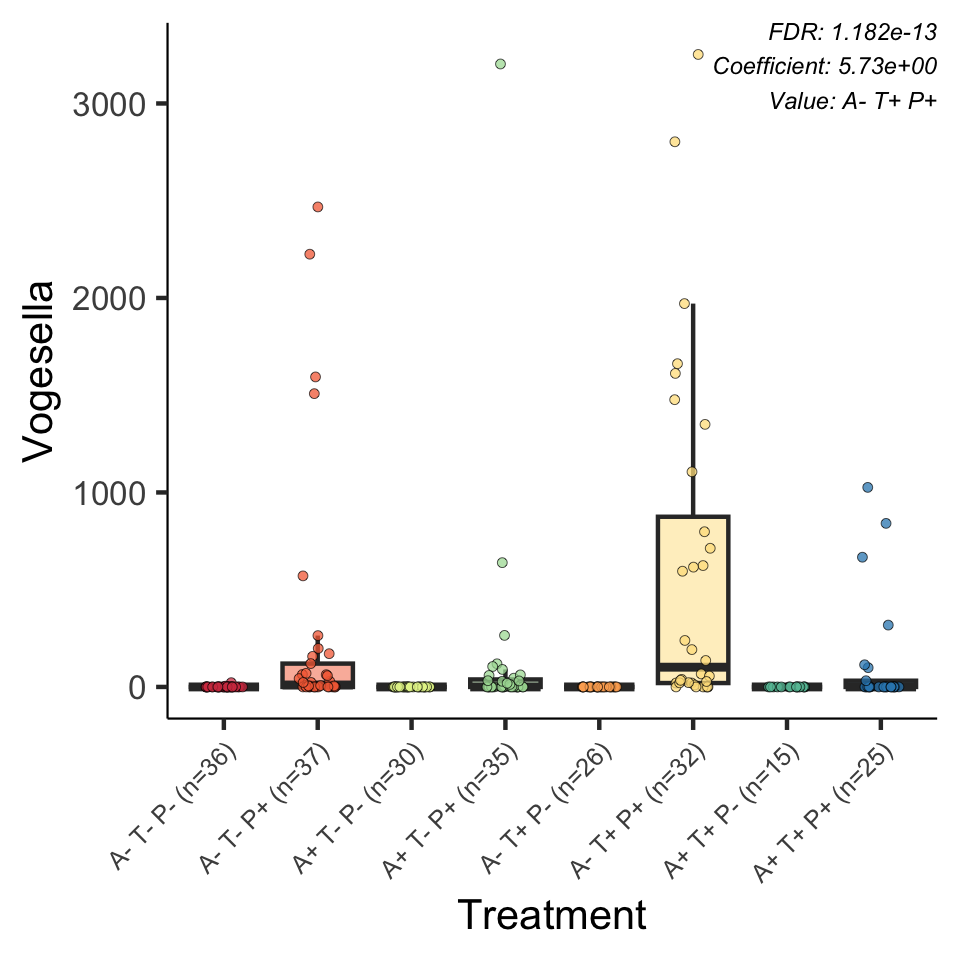 FDR: 1.182e-13
Coefficient: 5.73e+00
Value: A- T+ P+
Vogesella
3000
2000
1000
0
A- T- P- (n=36)
A- T- P+ (n=37)
A+ T- P- (n=30)
A+ T- P+ (n=35)
A- T+ P- (n=26)
A- T+ P+ (n=32)
A+ T+ P- (n=15)
A+ T+ P+ (n=25)
Treatment